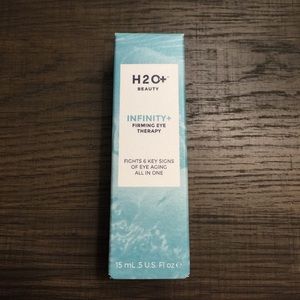 H2O+
BEAUTY
INFINITY+
FIRMING EYE
THERAPY
FIGHTS 6 KEY SIGNS
OF EYE AGING
ALL IN ONE
15 mL .5 U.S. Fl oz ℮